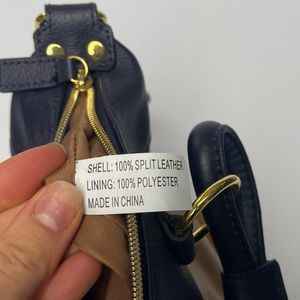 SHELL: 100% SPLIT LEATHER
LINING: 100% POLYESTER
MADE IN CHINA